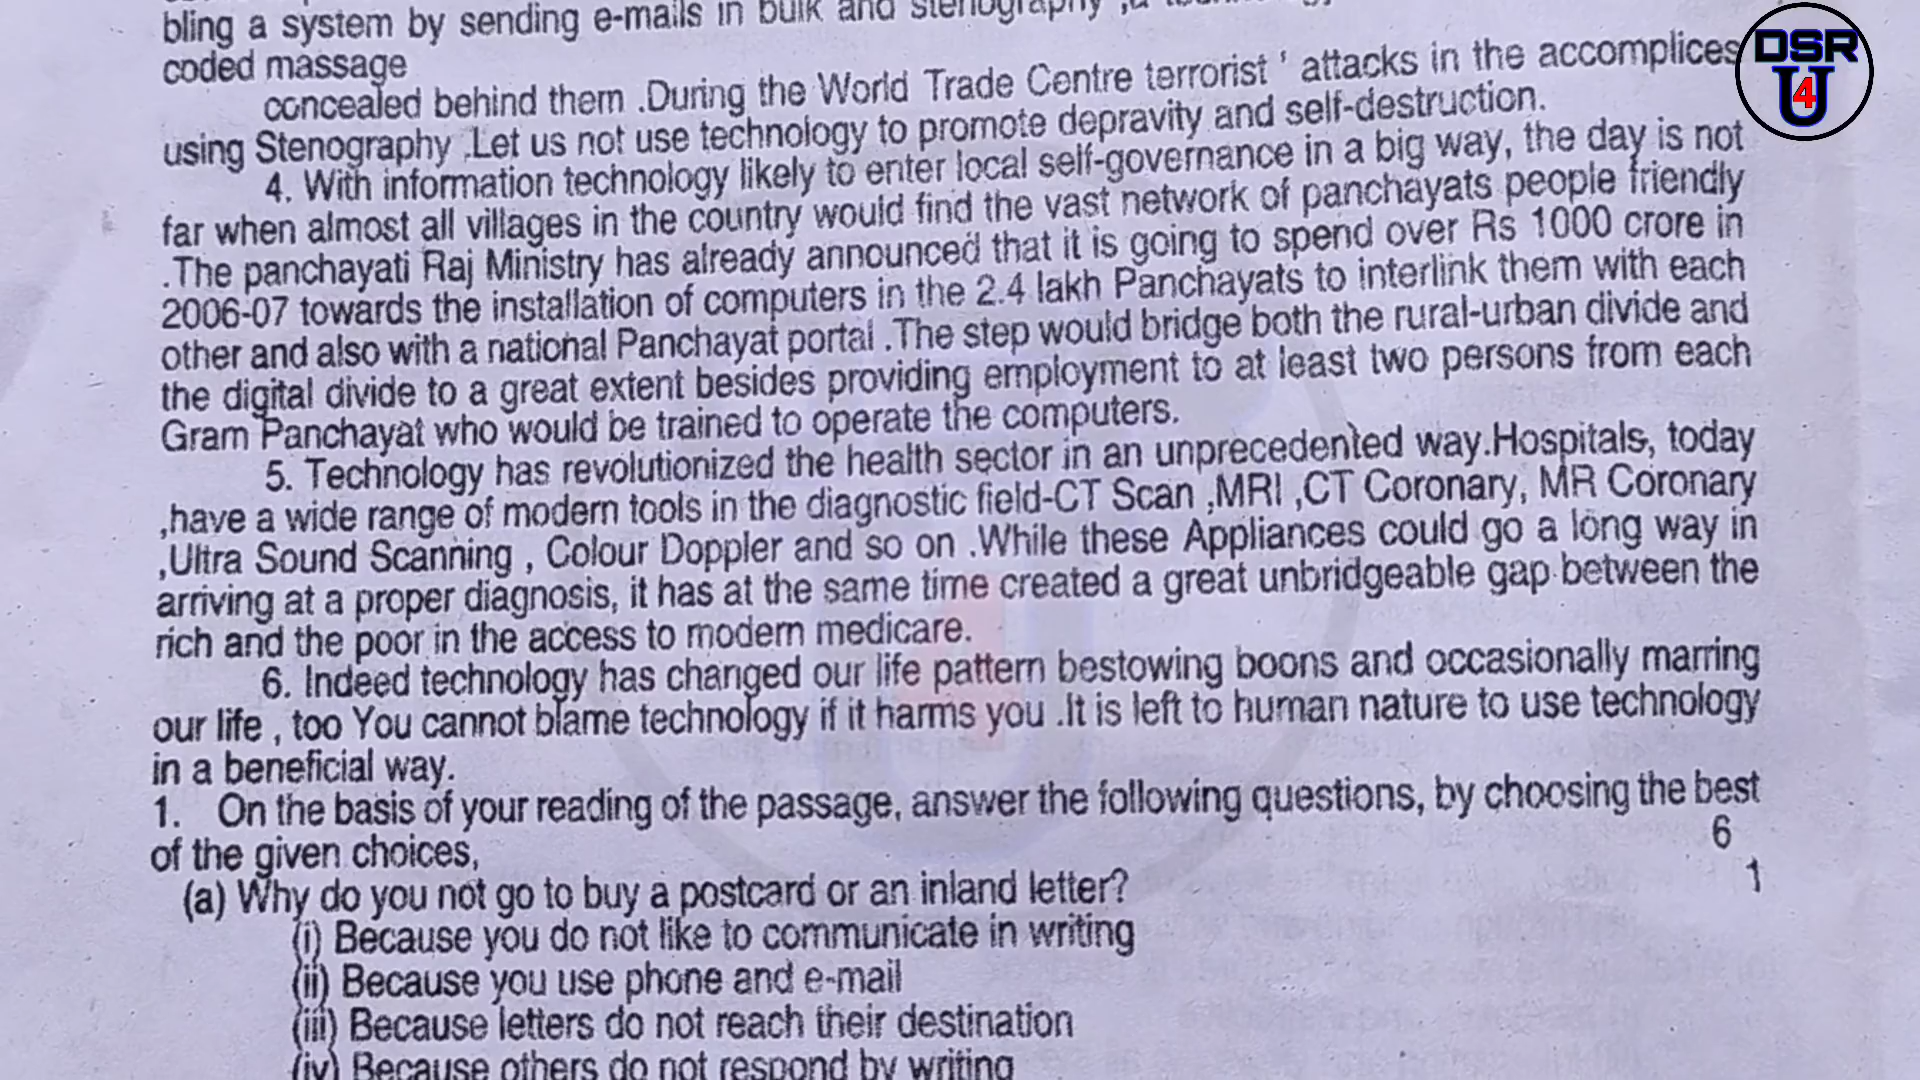 bling a system by sending e-mails in bulk and stenography ,a
coded massage
concealed behind them .During the World Trade Centre terrorist ' attacks in the accomplices
using Stenography .Let us not use technology to promote depravity and self-destruction.
4. With information technology likely to enter local self-governance in a big way, the day is not
far when almost all villages in the country would find the vast network of panchayats people friendly
.The panchayati Raj Ministry has already announced that it is going to spend over Rs 1000 crore in
2006-07 towards the installation of computers in the 2.4 lakh Panchayats to interlink them with each
other and also with a national Panchayat portal .The step would bridge both the rural-urban divide and
the digital divide to a great extent besides providing employment to at least two persons from each
Gram Panchayat who would be trained to operate the computers.
5. Technology has revolutionized the health sector in an unprecedented way.Hospitals, today
,have a wide range of modern tools in the diagnostic field-CT Scan ,MRI ,CT Coronary, MR Coronary
,Ultra Sound Scanning , Colour Doppler and so on .While these Appliances could go a long way in
arriving at a proper diagnosis, it has at the same time created a great unbridgeable gap between the
rich and the poor in the access to modern medicare.
6. Indeed technology has changed our life pattern bestowing boons and occasionally marring
our life , too You cannot blame technology if it harms you .It is left to human nature to use technology
in a beneficial way.
1. On the basis of your reading of the passage, answer the following questions, by choosing the best
of the given choices, 6
(a) Why do you not go to buy a postcard or an inland letter? 1
(i) Because you do not like to communicate in writing
(ii) Because you use phone and e-mail
(iii) Because letters do not reach their destination
(iv) Because others do not respond by writing
DSR
U
4